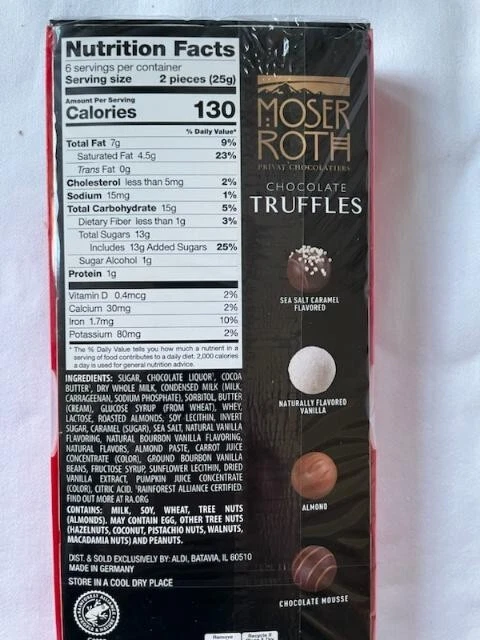 Nutrition Facts
6 servings per container
Serving size 2 pieces (25g)
Amount Per Serving
Calories 130
% Daily Value*
Total Fat 7g 9%
Saturated Fat 4.5g 23%
Trans Fat 0g
Cholesterol less than 5mg 2%
Sodium 15mg 1%
Total Carbohydrate 15g 5%
Dietary Fiber less than 1g 3%
Total Sugars 13g
Includes 13g Added Sugars 25%
Sugar Alcohol 1g
Protein 1g
Vitamin D 0.4mcg 2%
Calcium 30mg 2%
Iron 1.7mg 10%
Potassium 80mg 2%
* The % Daily Value tells you how much a nutrient in a
serving of food contributes to a daily diet. 2,000 calories
a day is used for general nutrition advice.
INGREDIENTS: SUGAR, CHOCOLATE LIQUOR¹, COCOA
BUTTER¹, DRY WHOLE MILK, CONDENSED MILK (MILK,
CARRAGEENAN, SODIUM PHOSPHATE), SORBITOL, BUTTER
(CREAM), GLUCOSE SYRUP (FROM WHEAT), WHEY,
LACTOSE, ROASTED ALMONDS, SOY LECITHIN, INVERT
SUGAR, CARAMEL (SUGAR), SEA SALT, NATURAL VANILLA
FLAVORING, NATURAL BOURBON VANILLA FLAVORING,
NATURAL FLAVORS, ALMOND PASTE, CARROT JUICE
CONCENTRATE (COLOR), GROUND BOURBON VANILLA
BEANS, FRUCTOSE SYRUP, SUNFLOWER LECITHIN, DRIED
VANILLA EXTRACT, PUMPKIN JUICE CONCENTRATE
(COLOR), CITRIC ACID. ¹RAINFOREST ALLIANCE CERTIFIED.
FIND OUT MORE AT RA.ORG
CONTAINS: MILK, SOY, WHEAT, TREE NUTS
(ALMONDS). MAY CONTAIN EGG, OTHER TREE NUTS
(HAZELNUTS, COCONUT, PISTACHIO NUTS, WALNUTS,
MACADAMIA NUTS) AND PEANUTS.
DIST. & SOLD EXCLUSIVELY BY: ALDI, BATAVIA, IL 60510
MADE IN GERMANY
STORE IN A COOL DRY PLACE
MOSER
ROTH
PRIVAT CHOCOLATIERS
CHOCOLATE
TRUFFLES
SEA SALT CARAMEL
FLAVORED
NATURALLY FLAVORED
VANILLA
ALMOND
CHOCOLATE MOUSSE
Remove
Recycle if